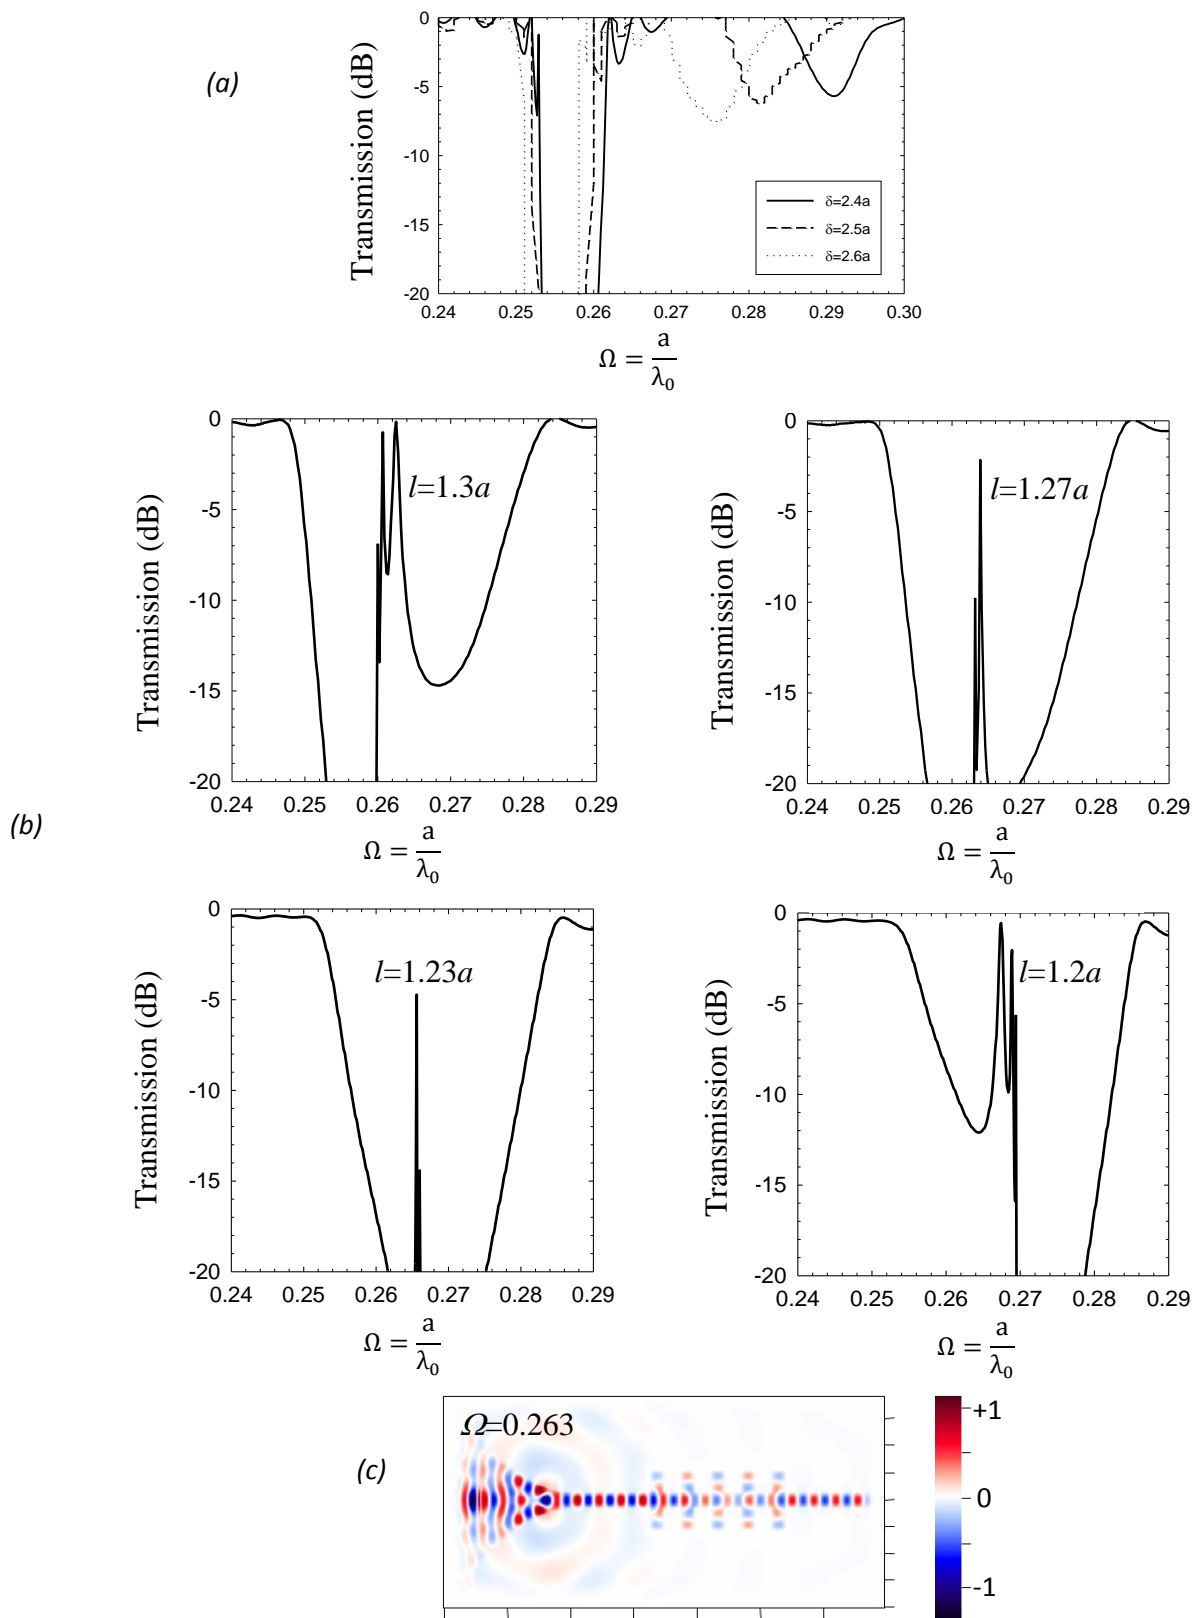 (a)
Transmission (dB)
0
-5
-10
-15
-20
0.24 0.25 0.26 0.27 0.28 0.29 0.30
δ=2.4a
δ=2.5a
δ=2.6a
Ω = a/λ0
(b)
Transmission (dB)
0
-5
-10
-15
-20
0.24 0.25 0.26 0.27 0.28 0.29
l=1.3a
Ω = a/λ0
Transmission (dB)
0
-5
-10
-15
-20
0.24 0.25 0.26 0.27 0.28 0.29
l=1.27a
Ω = a/λ0
Transmission (dB)
0
-5
-10
-15
-20
0.24 0.25 0.26 0.27 0.28 0.29
l=1.23a
Ω = a/λ0
Transmission (dB)
0
-5
-10
-15
-20
0.24 0.25 0.26 0.27 0.28 0.29
l=1.2a
Ω = a/λ0
(c)
Ω=0.263
+1
0
-1